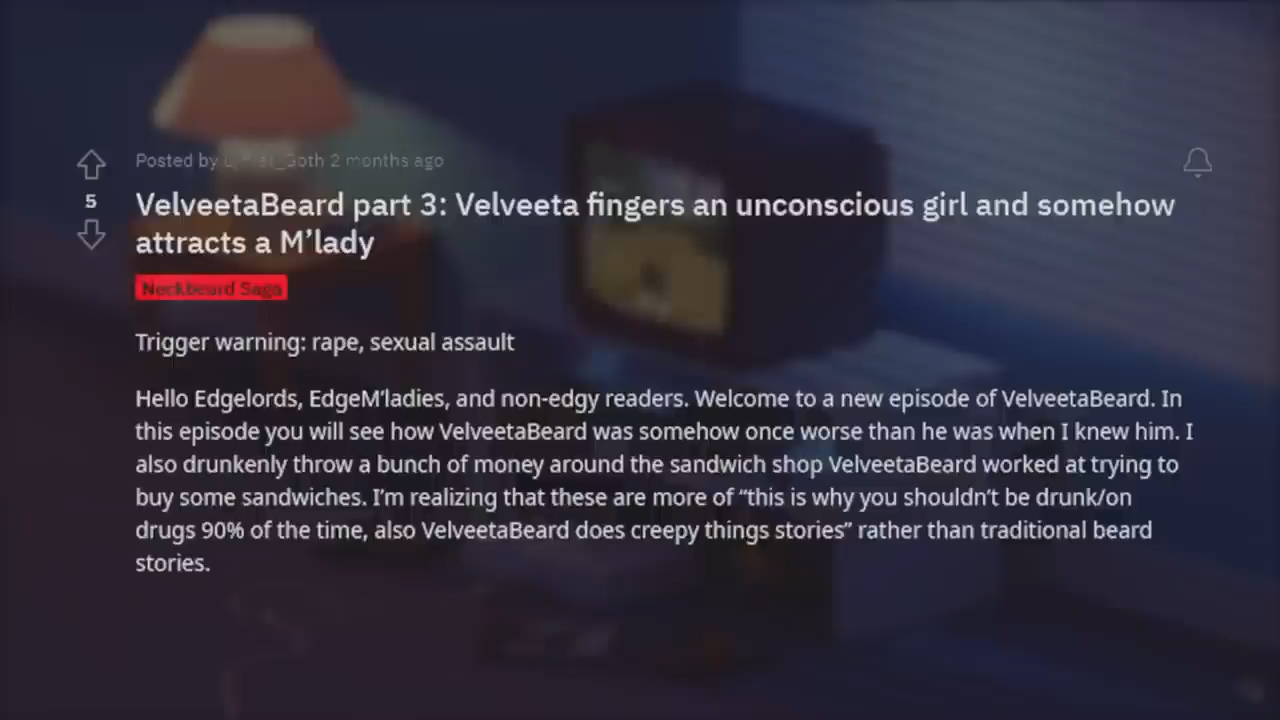 Posted by 2 months ago
5
VelveetaBeard part 3: Velveeta fingers an unconscious girl and somehow
attracts a M’lady
Neckbeard Saga
Trigger warning: rape, sexual assault
Hello Edgelords, EdgeM'ladies, and non-edgy readers. Welcome to a new episode of VelveetaBeard. In
this episode you will see how VelveetaBeard was somehow once worse than he was when I knew him. I
also drunkenly throw a bunch of money around the sandwich shop VelveetaBeard worked at trying to
buy some sandwiches. I’m realizing that these are more of “this is why you shouldn’t be drunk/on
drugs 90% of the time, also VelveetaBeard does creepy things stories” rather than traditional beard
stories.